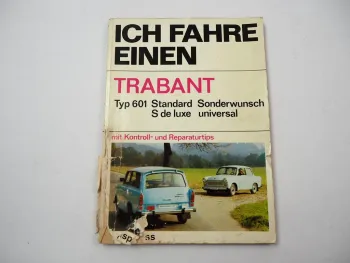 ICH FAHRE
EINEN
TRABANT
Typ 601 Standard Sonderwunsch
S de luxe universal
mit Kontroll- und Reparaturtips